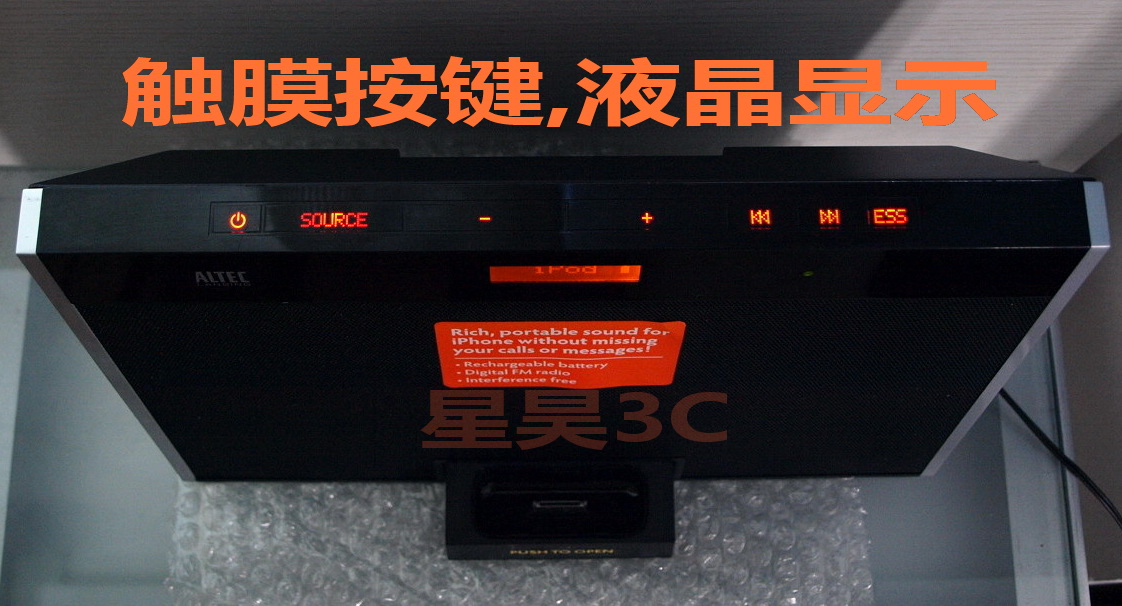 触膜按键,液晶显示
SOURCE - + ESS
ALTEC
iPod
Rich, portable sound for
iPhone without missing
your calls or messages!
• Rechargeable battery
• Digital FM radio
• Interference free
星昊3C
PUSH TO OPEN